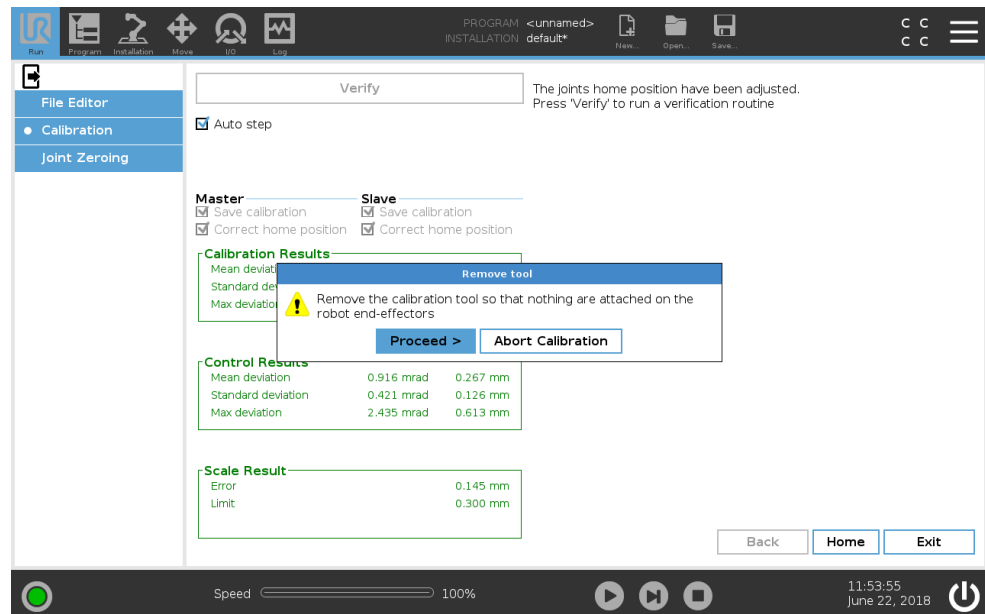 PROGRAM <unnamed>
INSTALLATION default*
C C
C C
Run Program Installation Move I/O Log New... Open... Save...
File Editor
Calibration
Joint Zeroing
Verify
The joints home position have been adjusted.
Press 'Verify' to run a verification routine
Auto step
Master Slave
Save calibration Save calibration
Correct home position Correct home position
Calibration Results
Mean deviati
Standard dev
Max deviation
Remove tool
Remove the calibration tool so that nothing are attached on the
robot end-effectors
Proceed > Abort Calibration
Control Results
Mean deviation 0.916 mrad 0.267 mm
Standard deviation 0.421 mrad 0.126 mm
Max deviation 2.435 mrad 0.613 mm
Scale Result
Error 0.145 mm
Limit 0.300 mm
Back Home Exit
Speed 100%
11:53:55
June 22, 2018